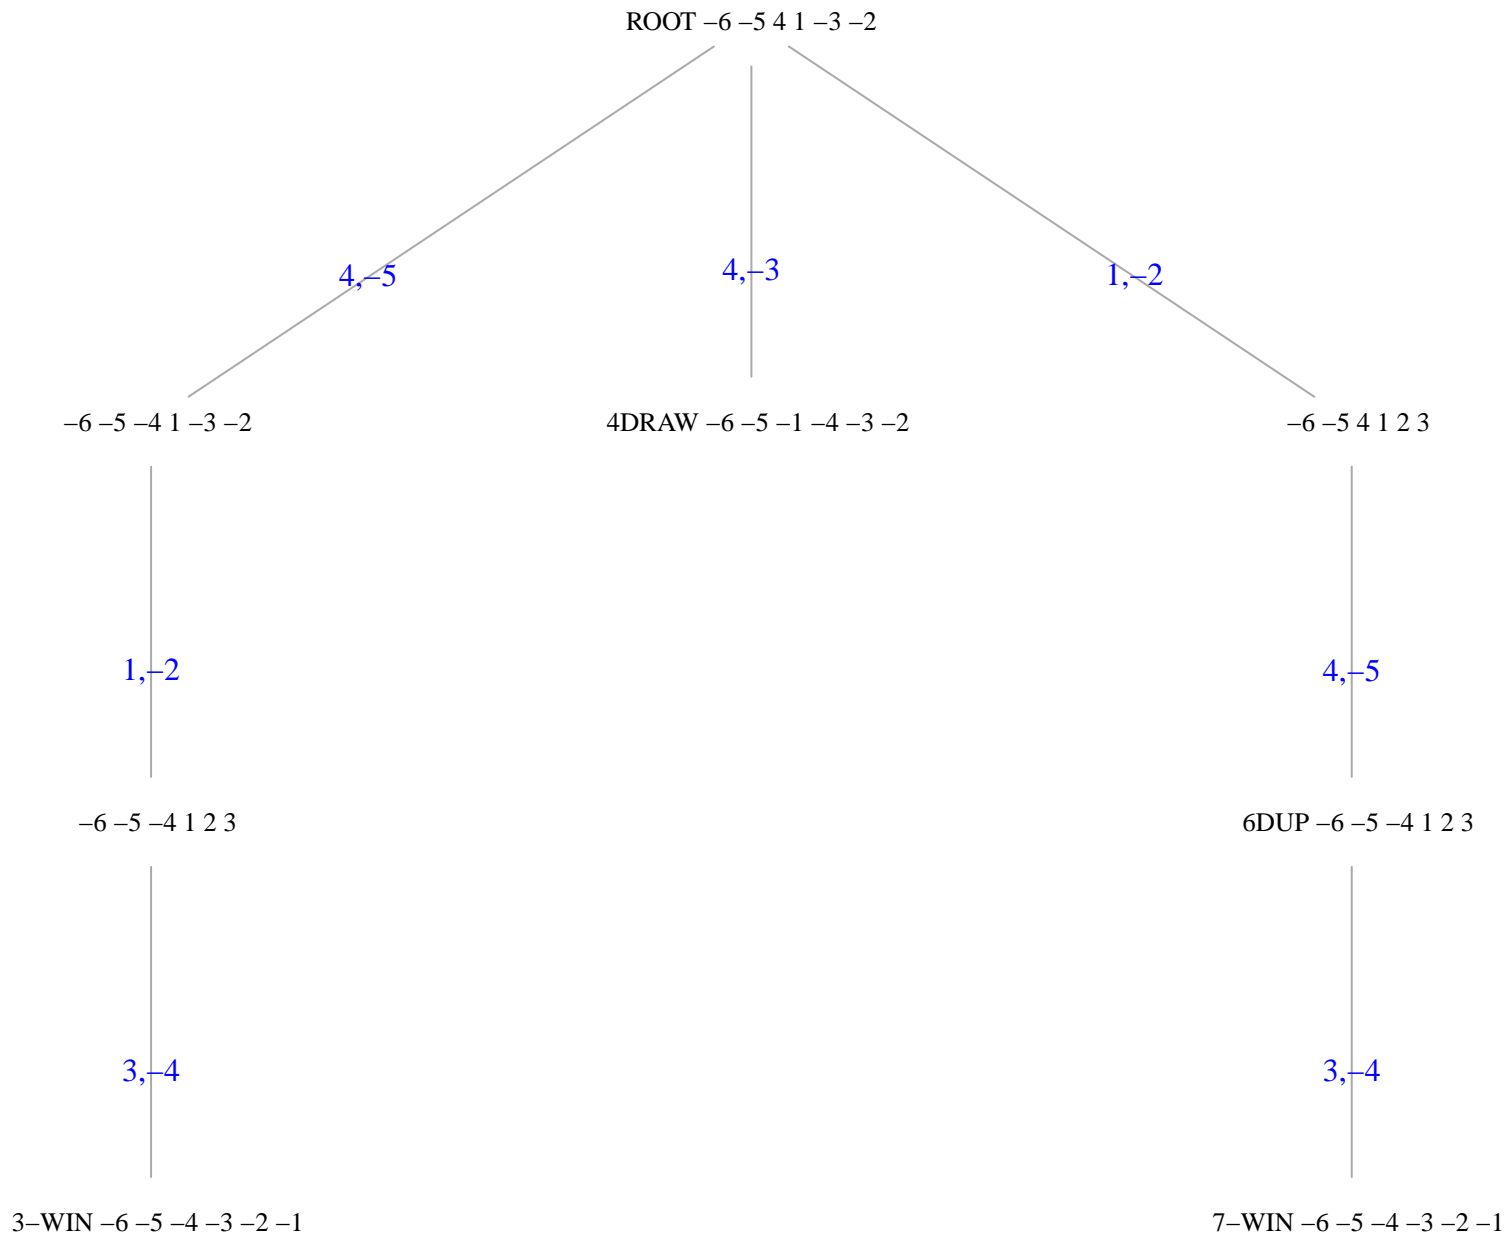 ROOT –6 –5 4 1 –3 –2
4,–5
4,–3
1,–2
–6 –5 –4 1 –3 –2
4DRAW –6 –5 –1 –4 –3 –2
–6 –5 4 1 2 3
1,–2
4,–5
–6 –5 –4 1 2 3
6DUP –6 –5 –4 1 2 3
3,–4
3,–4
3–WIN –6 –5 –4 –3 –2 –1
7–WIN –6 –5 –4 –3 –2 –1